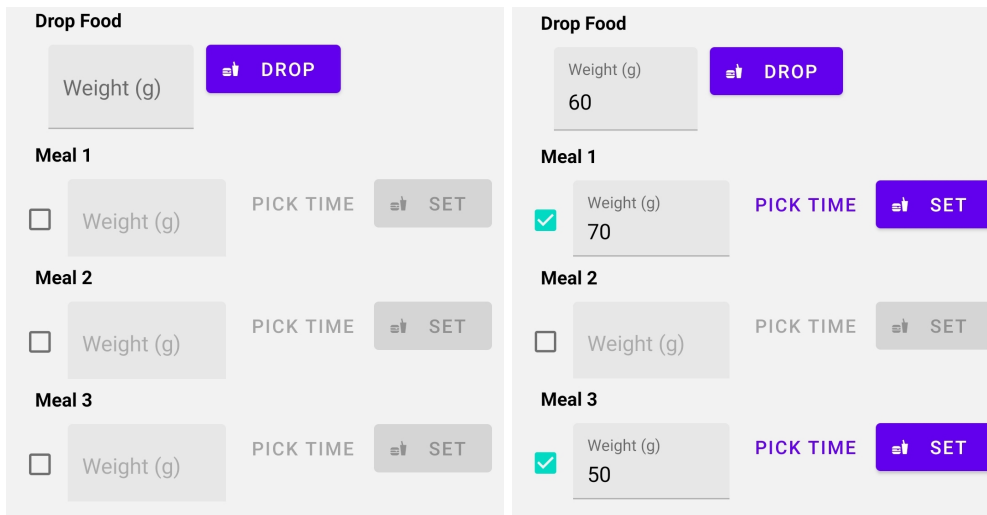 Drop Food
Weight (g)
DROP
Meal 1
Weight (g)
PICK TIME
SET
Meal 2
Weight (g)
PICK TIME
SET
Meal 3
Weight (g)
PICK TIME
SET
Drop Food
Weight (g)
60
DROP
Meal 1
Weight (g)
70
PICK TIME
SET
Meal 2
Weight (g)
PICK TIME
SET
Meal 3
Weight (g)
50
PICK TIME
SET